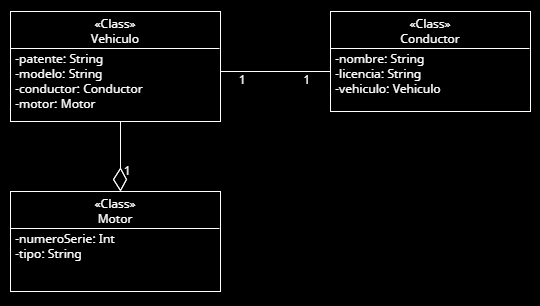 «Class»
Vehiculo
-patente: String
-modelo: String
-conductor: Conductor
-motor: Motor
1
1
«Class»
Conductor
-nombre: String
-licencia: String
-vehiculo: Vehiculo
1
«Class»
Motor
-numeroSerie: Int
-tipo: String